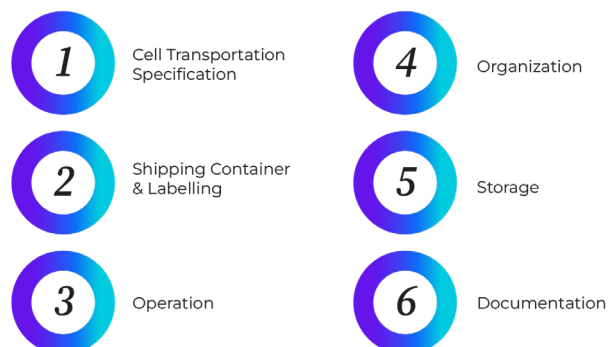 1
Cell Transportation
Specification
2
Shipping Container
& Labelling
3
Operation
4
Organization
5
Storage
6
Documentation